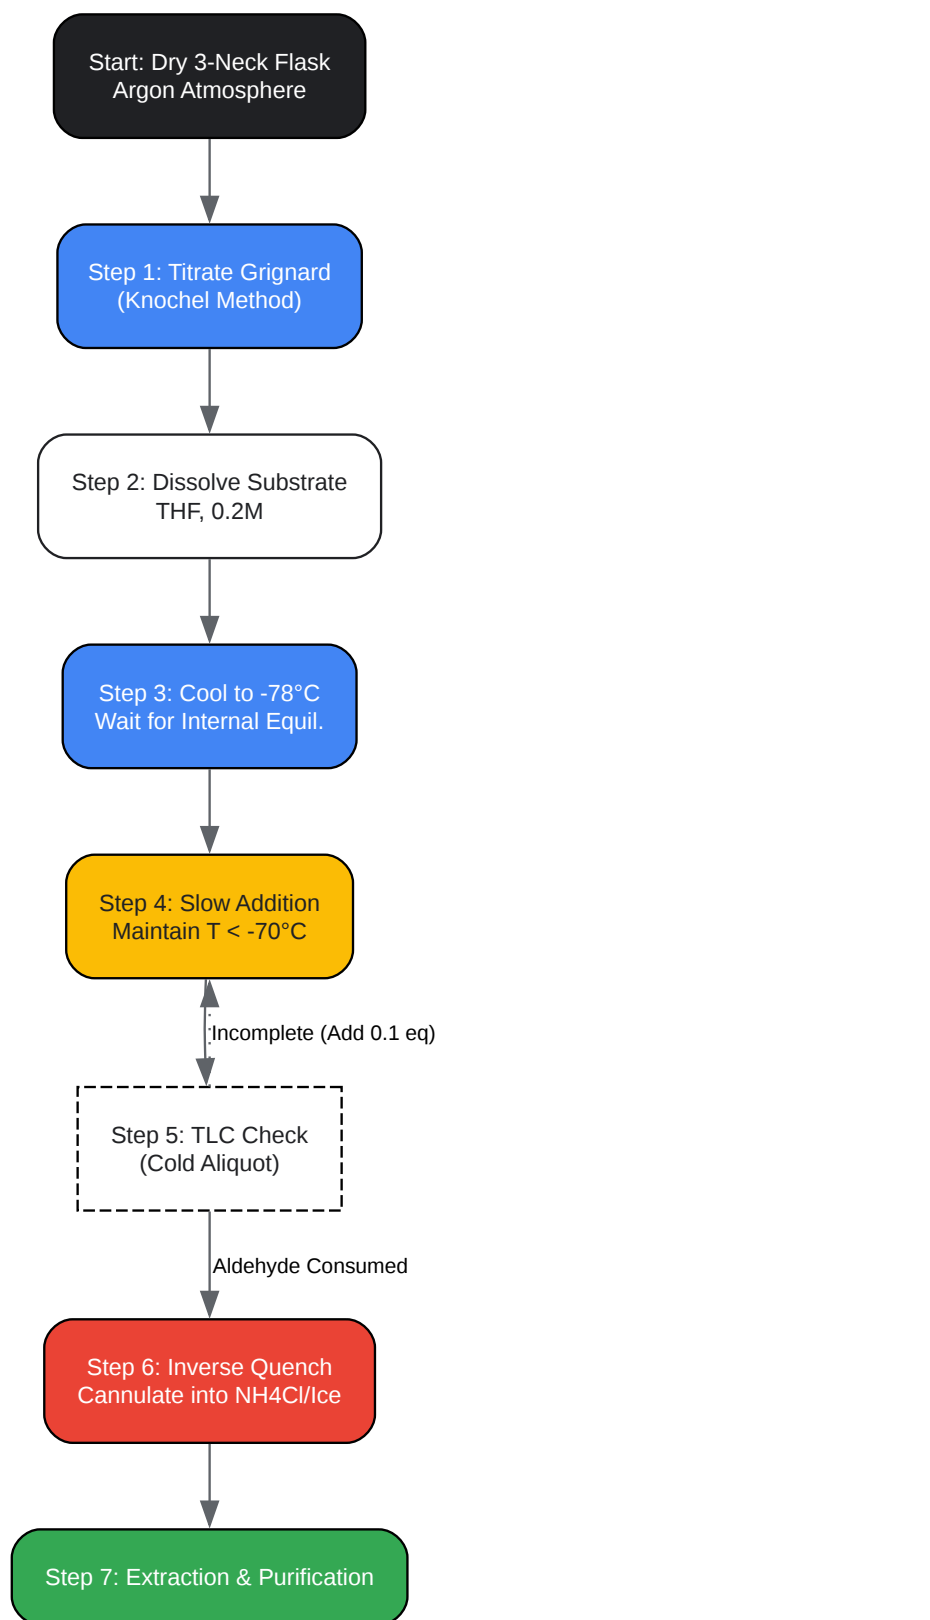 Start: Dry 3-Neck Flask
Argon Atmosphere
Step 1: Titrate Grignard
(Knochel Method)
Step 2: Dissolve Substrate
THF, 0.2M
Step 3: Cool to -78°C
Wait for Internal Equil.
Step 4: Slow Addition
Maintain T < -70°C
Incomplete (Add 0.1 eq)
Step 5: TLC Check
(Cold Aliquot)
Aldehyde Consumed
Step 6: Inverse Quench
Cannulate into NH4Cl/Ice
Step 7: Extraction & Purification